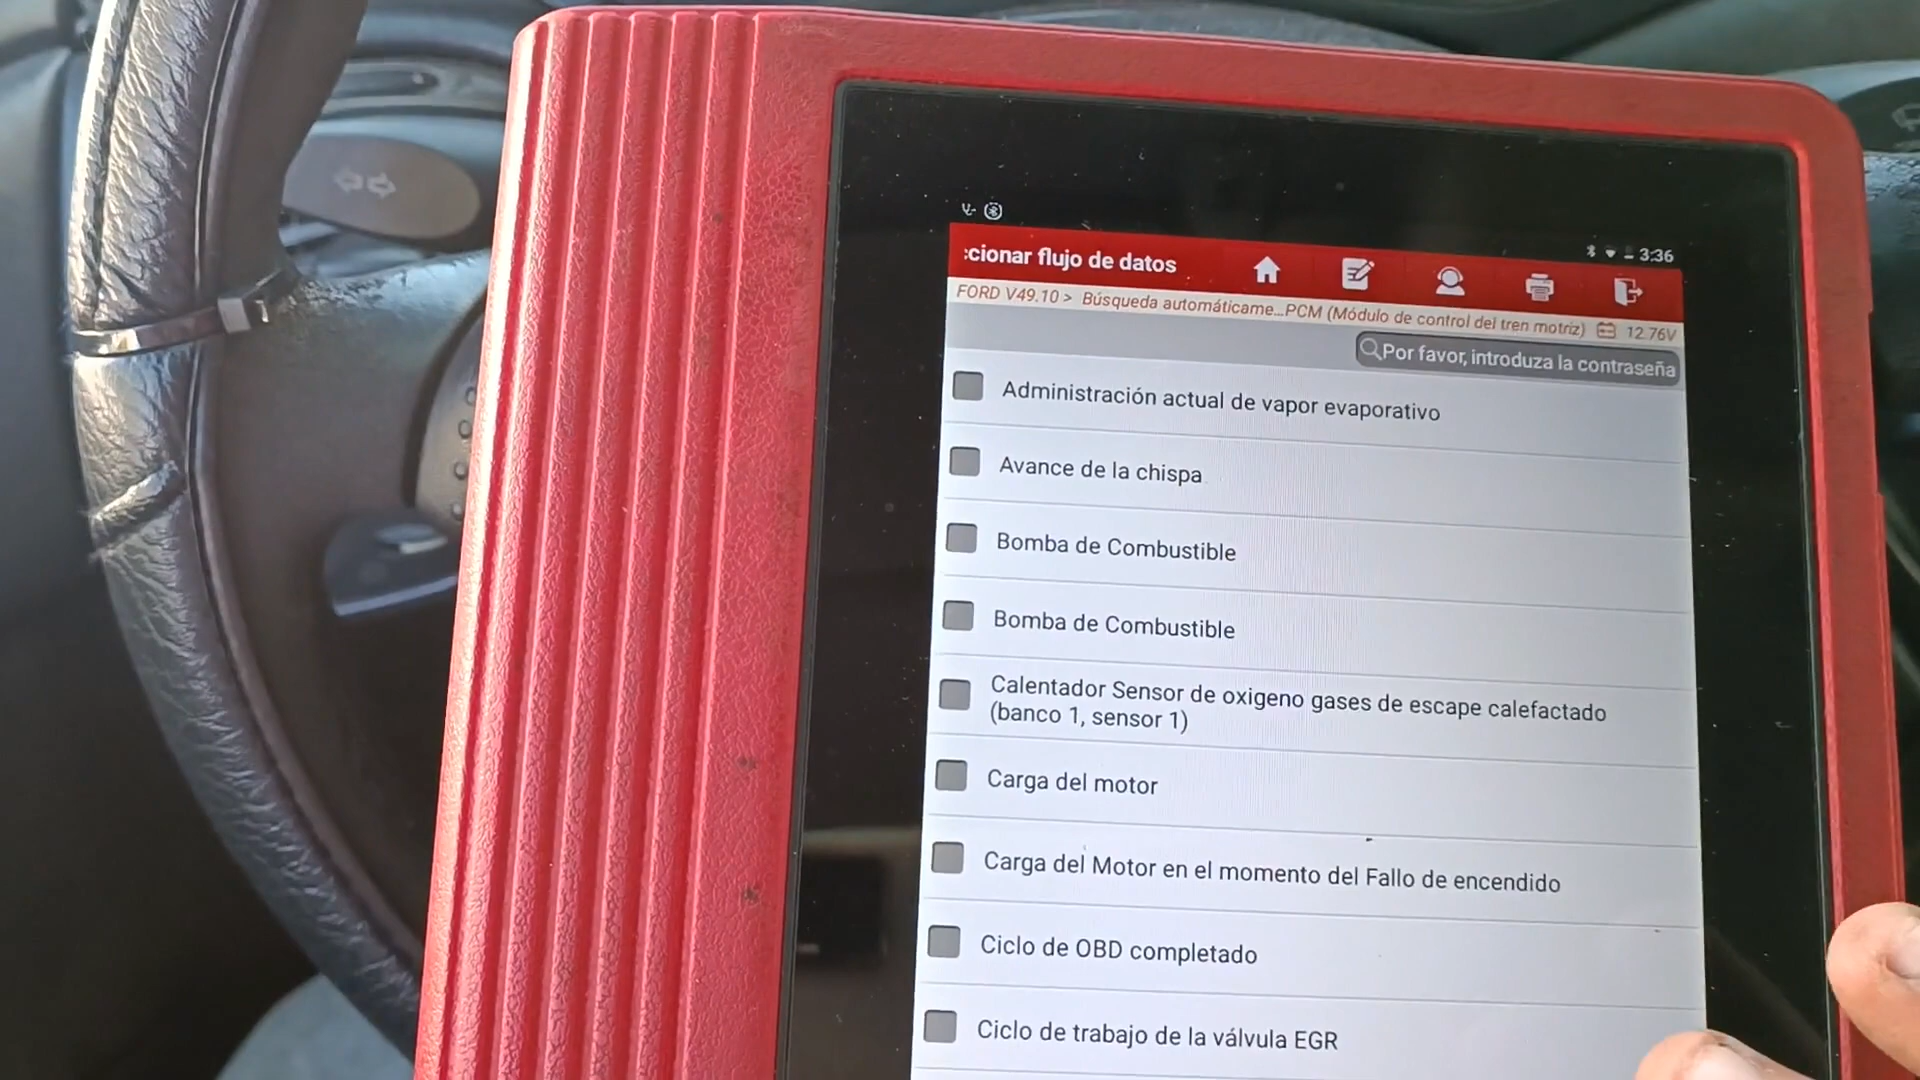 3:36
:cionar flujo de datos
FORD V49.10 > Búsqueda automáticame...PCM (Módulo de control del tren motriz) 12.76V
Por favor, introduza la contraseña
Administración actual de vapor evaporativo
Avance de la chispa
Bomba de Combustible
Bomba de Combustible
Calentador Sensor de oxigeno gases de escape calefactado
(banco 1, sensor 1)
Carga del motor
Carga del Motor en el momento del Fallo de encendido
Ciclo de OBD completado
Ciclo de trabajo de la válvula EGR